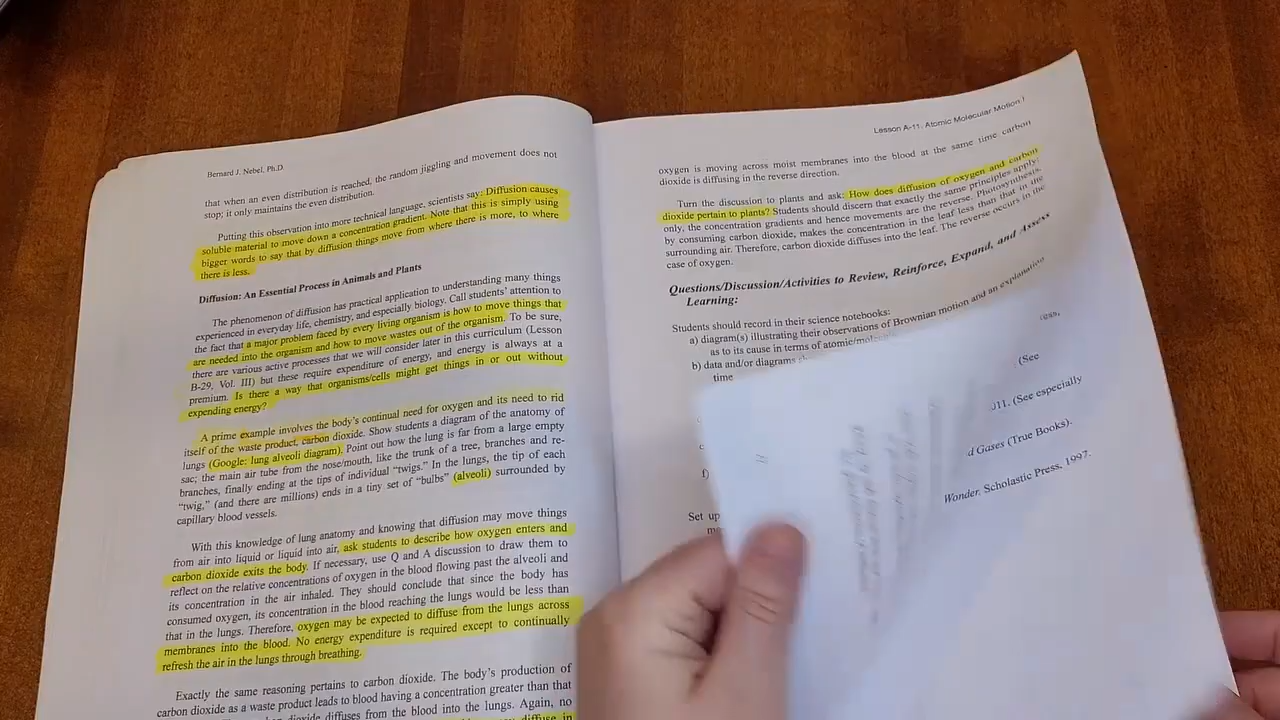 Bernard J. Nebel, Ph.D.
that when an even distribution is reached, the random jiggling and movement does not
stop; it only maintains the even distribution.
Putting this observation into more technical language, scientists say: Diffusion causes
soluble material to move down a concentration gradient. Note that this is simply using
bigger words to say that by diffusion things move from where there is more, to where
there is less.
Diffusion: An Essential Process in Animals and Plants
The phenomenon of diffusion has practical application to understanding many things
experienced in everyday life, chemistry, and especially biology. Call students' attention to
the fact that a major problem faced by every living organism is how to move things that
are needed into the organism and how to move wastes out of the organism. To be sure,
there are various active processes that we will consider later in this curriculum (Lesson
B-29, Vol. III) but these require expenditure of energy, and energy is always at a
premium. Is there a way that organisms/cells might get things in or out without
expending energy?
A prime example involves the body's continual need for oxygen and its need to rid
itself of the waste product, carbon dioxide. Show students a diagram of the anatomy of
lungs (Google: lung alveoli diagram). Point out how the lung is far from a large empty
sac; the main air tube from the nose/mouth, like the trunk of a tree, branches and re-
branches, finally ending at the tips of individual "twigs." In the lungs, the tip of each
"twig," (and there are millions) ends in a tiny set of "bulbs" (alveoli) surrounded by
capillary blood vessels.
With this knowledge of lung anatomy and knowing that diffusion may move things
from air into liquid or liquid into air, ask students to describe how oxygen enters and
carbon dioxide exits the body. If necessary, use Q and A discussion to draw them to
reflect on the relative concentrations of oxygen in the blood flowing past the alveoli and
its concentration in the air inhaled. They should conclude that since the body has
consumed oxygen, its concentration in the blood reaching the lungs would be less than
that in the lungs. Therefore, oxygen may be expected to diffuse from the lungs across
membranes into the blood. No energy expenditure is required except to continually
refresh the air in the lungs through breathing.
Exactly the same reasoning pertains to carbon dioxide. The body's production of
carbon dioxide as a waste product leads to blood having a concentration greater than that
dioxide diffuses from the blood into the lungs. Again, no
diffuse in
Lesson A-11. Atomic Molecular Motion I
oxygen is moving across moist membranes into the blood at the same time carbon
dioxide is diffusing in the reverse direction.
Turn the discussion to plants and ask: How does diffusion of oxygen and carbon
dioxide pertain to plants? Students should discern that exactly the same principles apply;
only, the concentration gradients and hence movements are the reverse. Photosynthesis,
by consuming carbon dioxide, makes the concentration in the leaf less than that in the
surrounding air. Therefore, carbon dioxide diffuses into the leaf. The reverse occurs in the
case of oxygen.
Questions/Discussion/Activities to Review, Reinforce, Expand, and Assess
Learning:
Students should record in their science notebooks:
a) diagram(s) illustrating their observations of Brownian motion and an explanation
as to its cause in terms of
b) data and/or diagrams
time
(See
(See especially
f)
Gases (True Books).
Set up
Wonder. Scholastic Press, 1997.